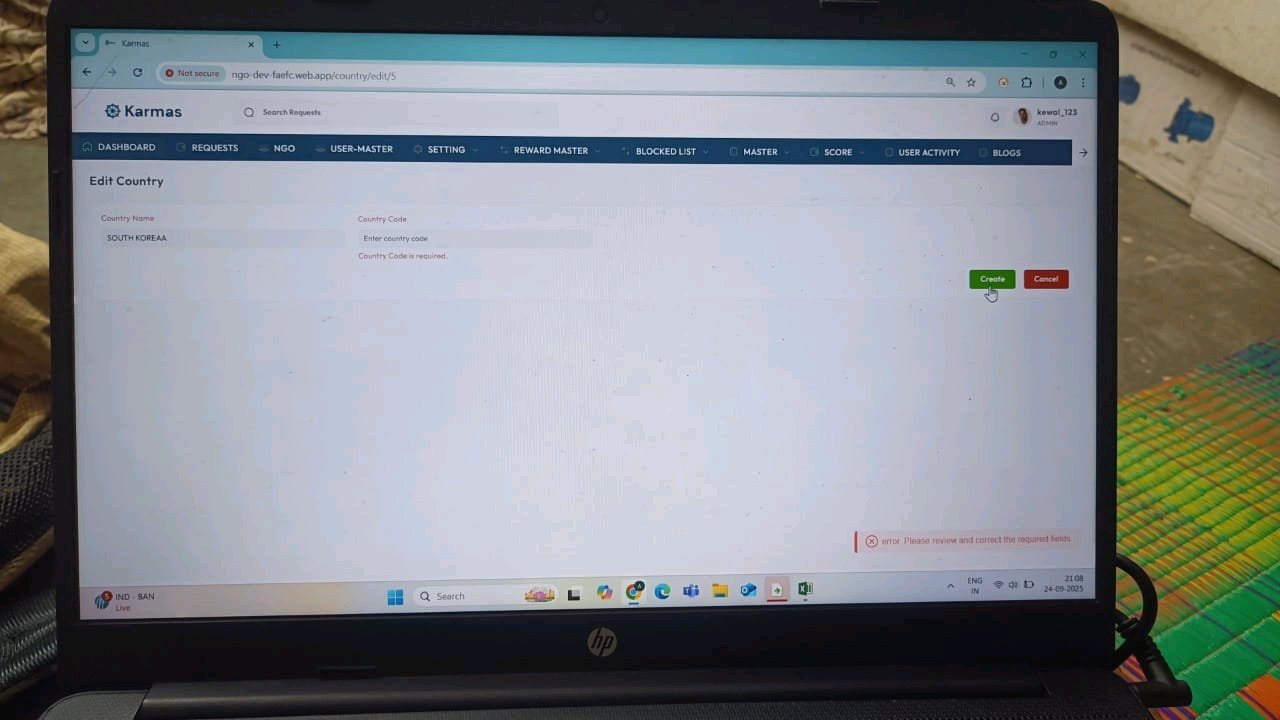 Karmas
Not secure ngo-dev-faefc.web.app/country/edit/5
A
Karmas
Search Requests
kewal_123
ADMIN
DASHBOARD REQUESTS NGO USER-MASTER SETTING REWARD MASTER BLOCKED LIST MASTER SCORE USER ACTIVITY BLOGS
Edit Country
Country Name Country Code
SOUTH KOREAA Enter country code
Country Code is required.
Create Cancel
error Please review and correct the required fields
5 IND - BAN
Live
Search
ENG
IN
21:08
24-09-2025
hp